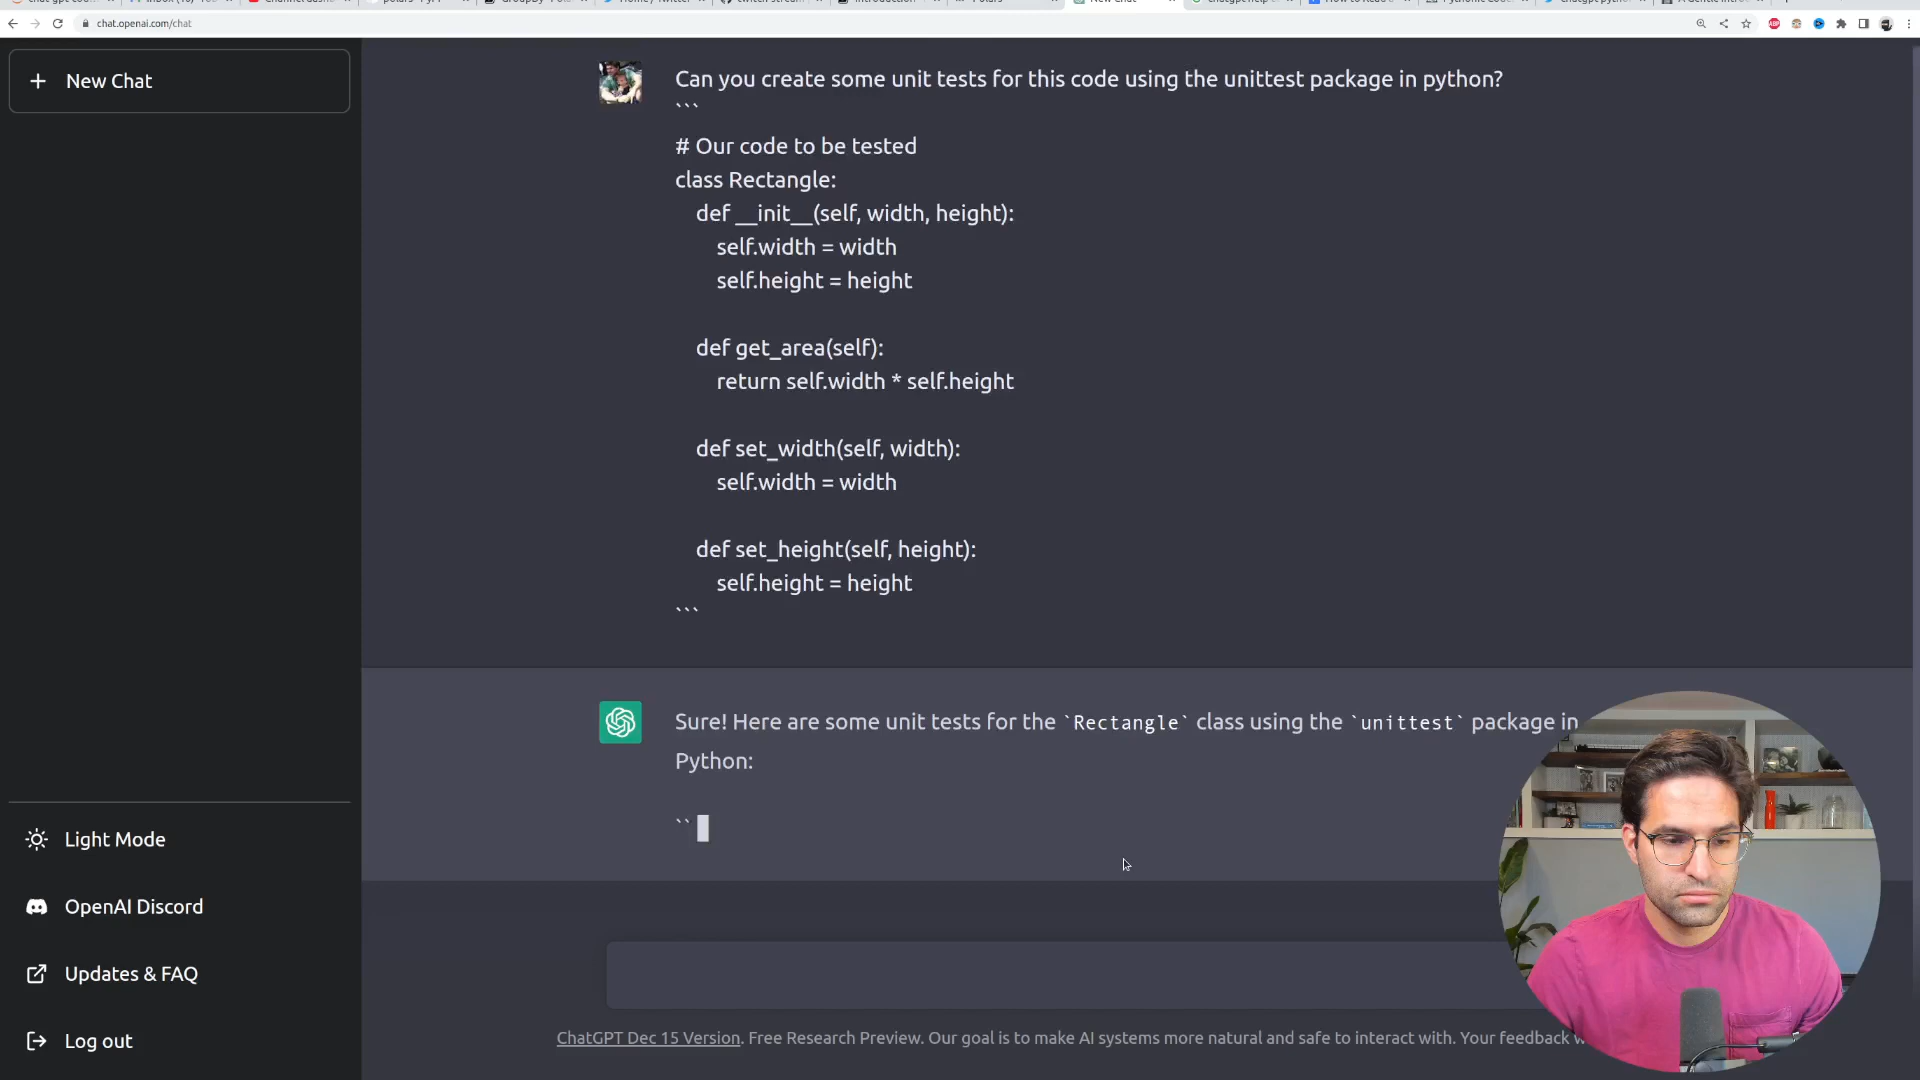 chat.openai.com/chat
New Chat
Can you create some unit tests for this code using the unittest package in python?
```
# Our code to be tested
class Rectangle:
def __init__(self, width, height):
self.width = width
self.height = height
def get_area(self):
return self.width * self.height
def set_width(self, width):
self.width = width
def set_height(self, height):
self.height = height
```
Sure! Here are some unit tests for the `Rectangle` class using the `unittest` package in
Python:
``
Light Mode
OpenAI Discord
Updates & FAQ
Log out
ChatGPT Dec 15 Version. Free Research Preview. Our goal is to make AI systems more natural and safe to interact with. Your feedback